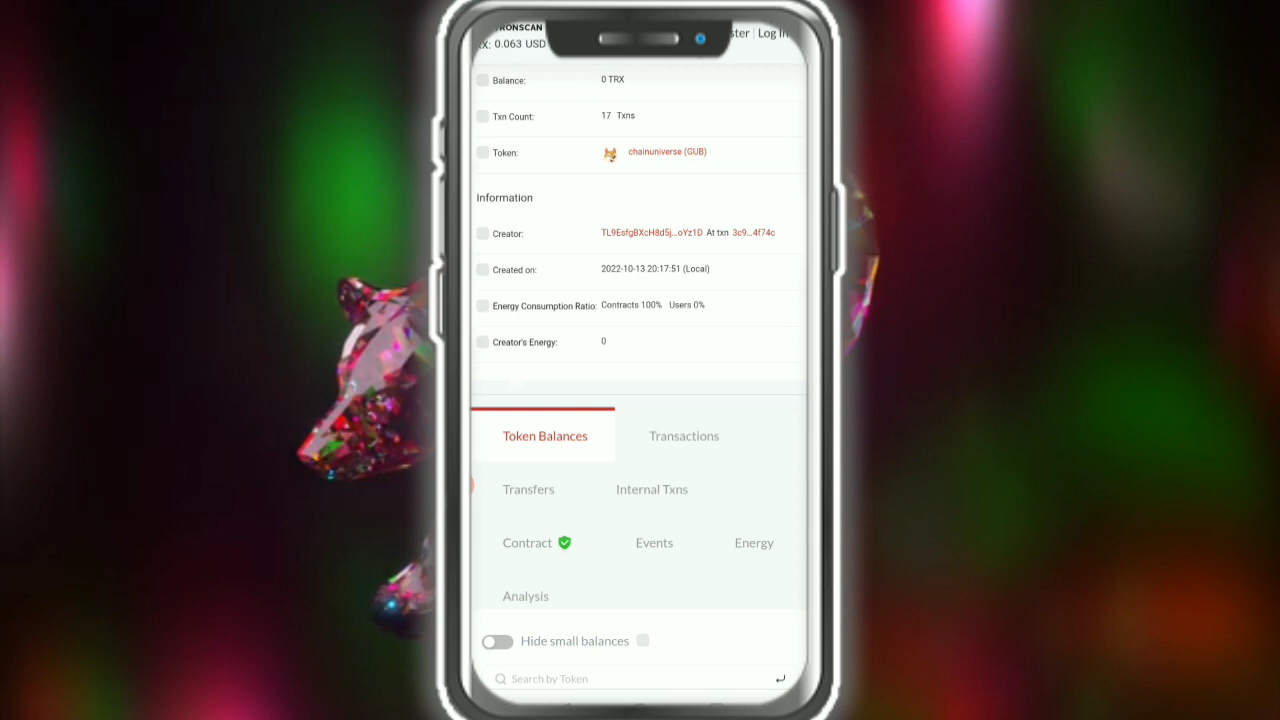 RONSCAN
ster | Log In
X: 0.063 USD
Balance: 0 TRX
Txn Count: 17 Txns
Token: chainuniverse (GUB)
Information
Creator: TL9EsfgBXcH8d5j...oYz1D At txn 3c9...4f74c
Created on: 2022-10-13 20:17:51 (Local)
Energy Consumption Ratio: Contracts 100% Users 0%
Creator's Energy: 0
Token Balances Transactions
Transfers Internal Txns
Contract Events Energy
Analysis
Hide small balances
Search by Token